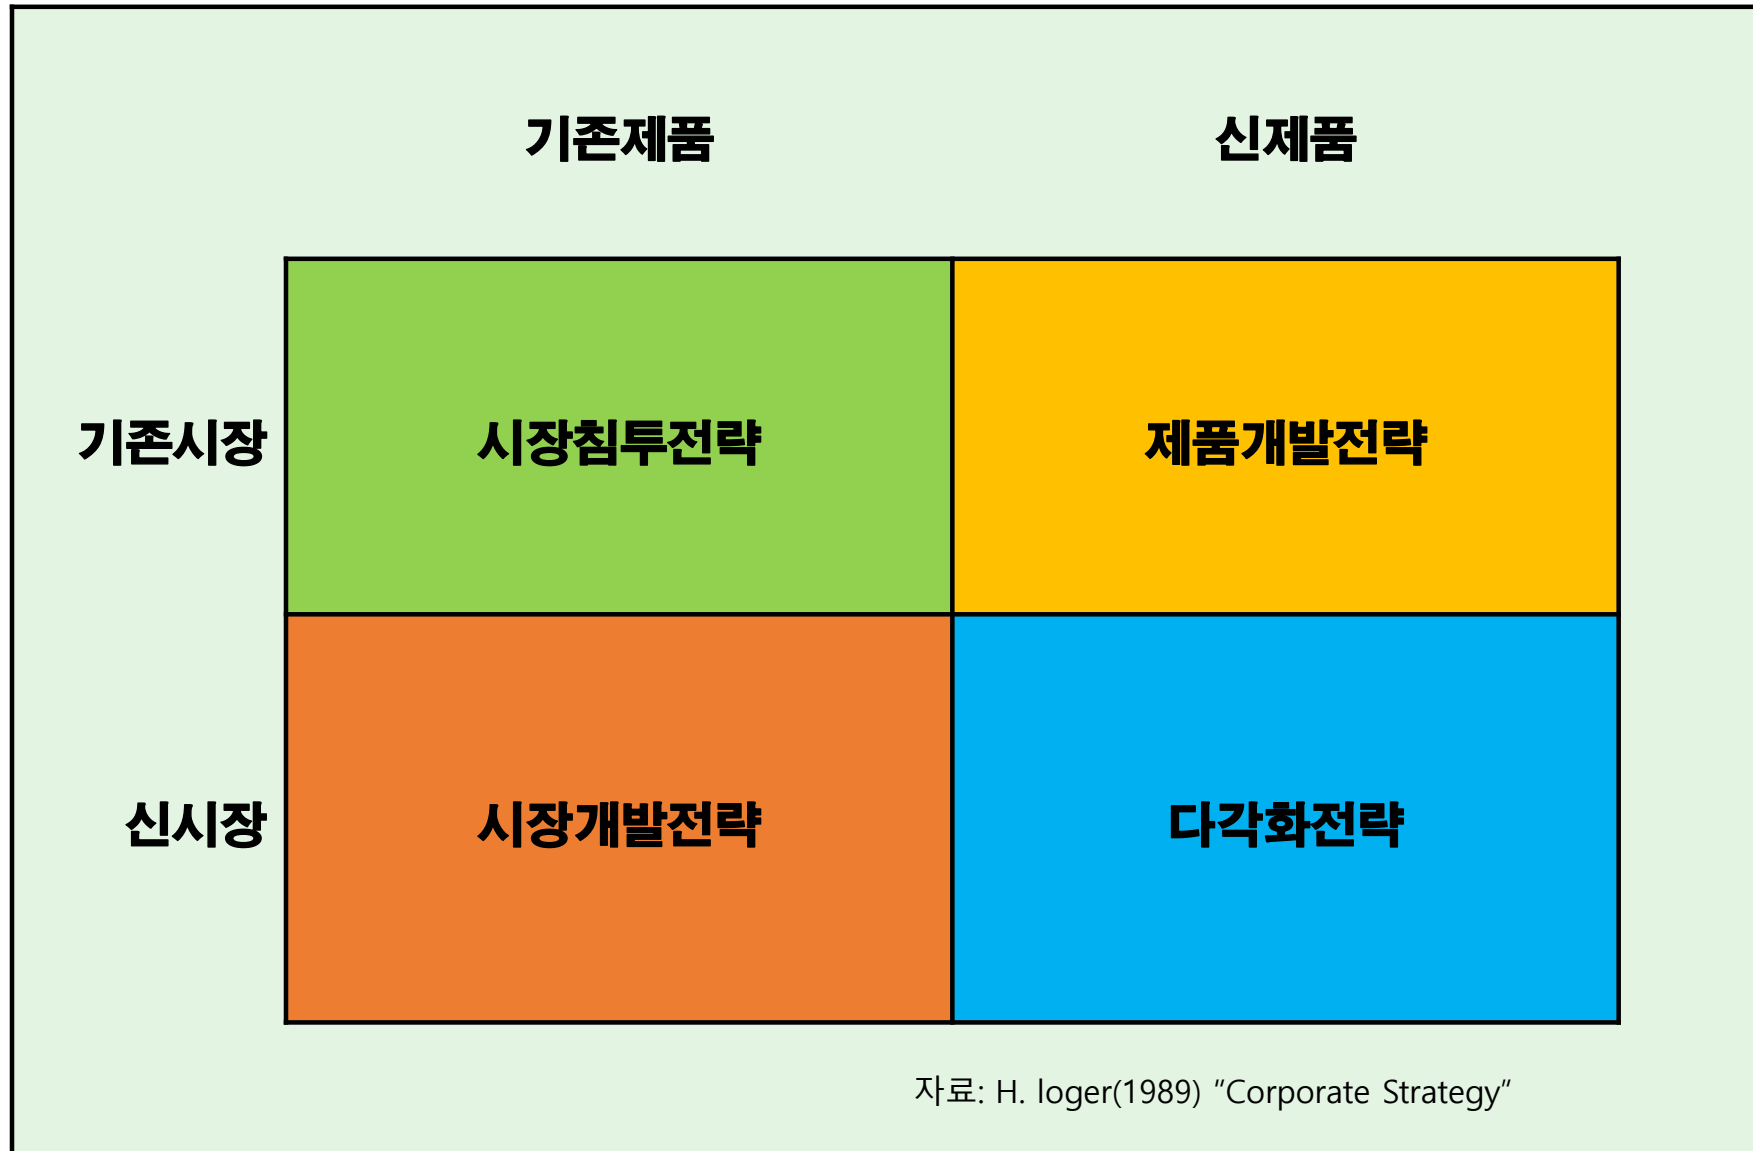 기존제품 신제품
기존시장 시장침투전략 제품개발전략
신시장 시장개발전략 다각화전략
자료: H. loger(1989) "Corporate Strategy"